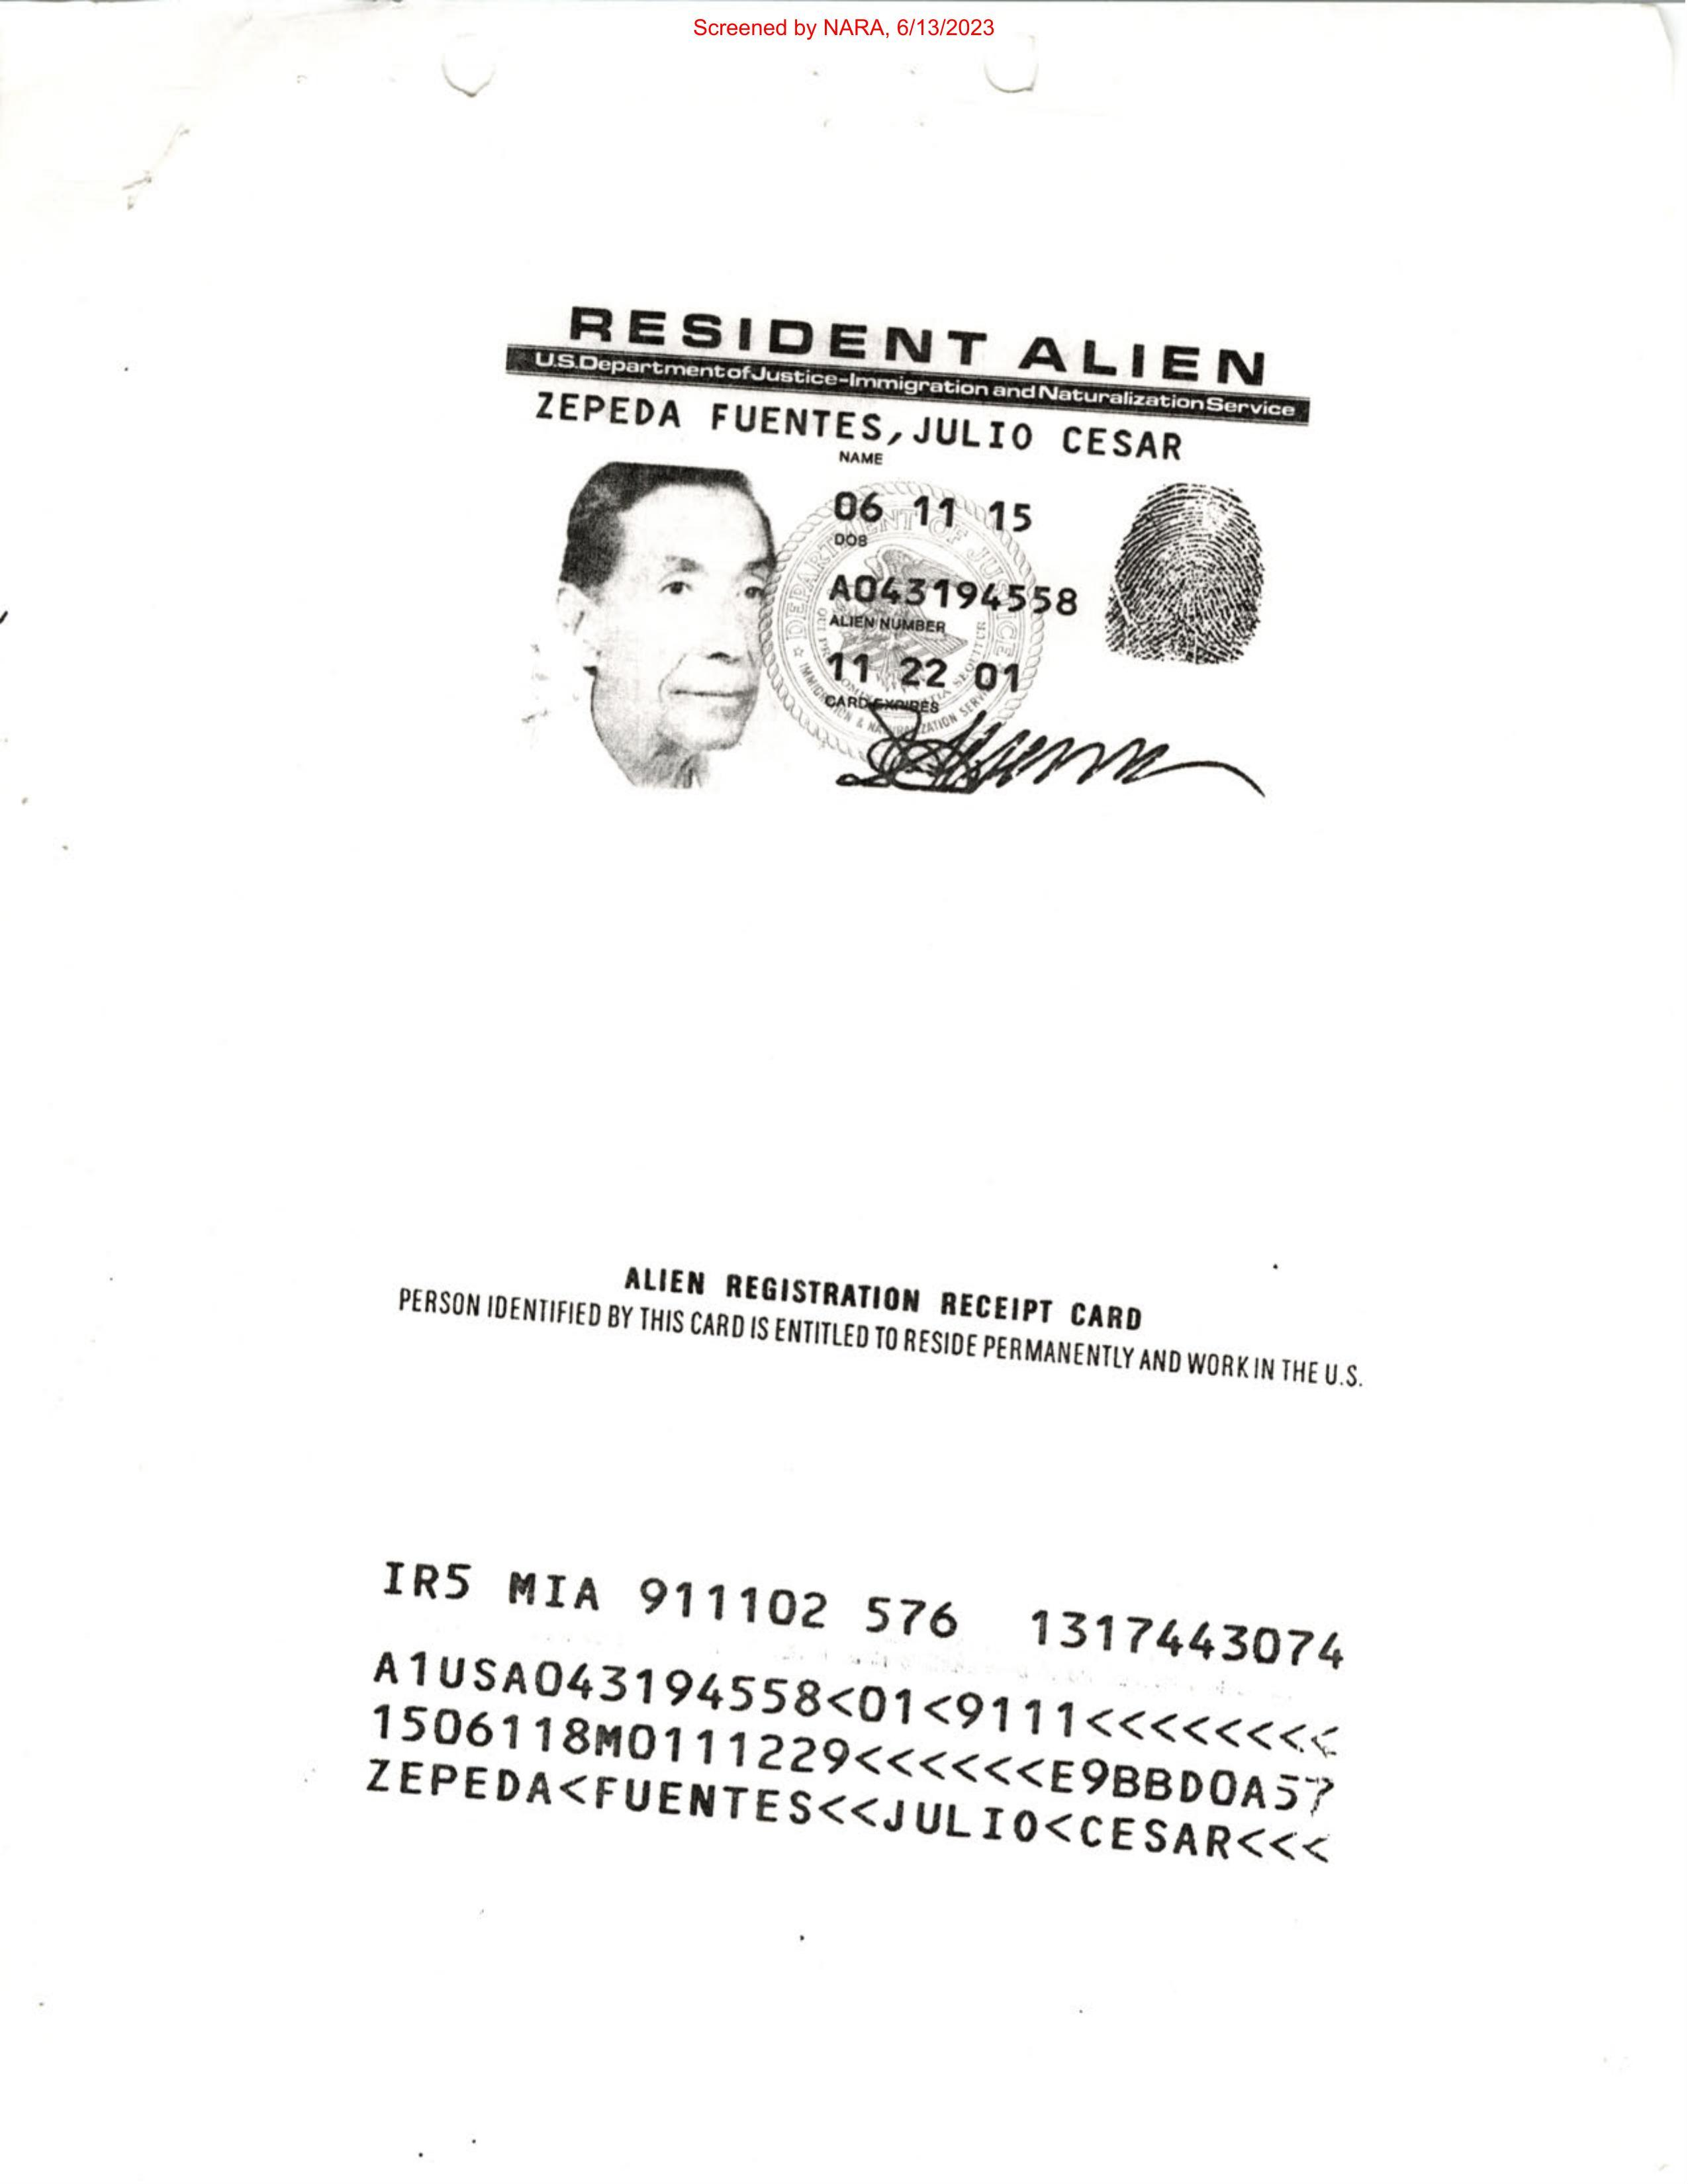 Screened by NARA, 6/13/2023
RESIDENT ALIEN
U.S. Department of Justice-Immigration and Naturalization Service
ZEPEDA FUENTES, JULIO CESAR
NAME
06 11 15
DOB
A043194558
ALIEN NUMBER
11 22 01
CARD EXPIRES
DEPARTMENT OF JUSTICE
ALIEN REGISTRATION RECEIPT CARD
PERSON IDENTIFIED BY THIS CARD IS ENTITLED TO RESIDE PERMANENTLY AND WORK IN THE U.S.
IR5 MIA 911102 576 1317443074
A1USA043194558<01<9111<<<<<<<<
1506118M0111229<<<<<<E9BBD0A57
ZEPEDA<FUENTES<<JULIO<CESAR<<<